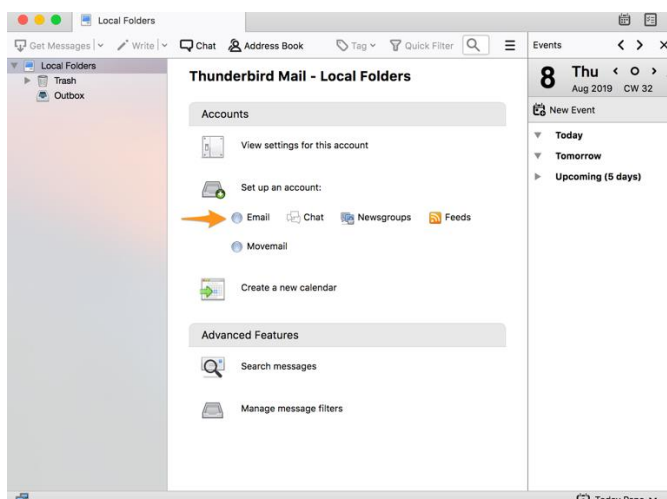 Local Folders
Get Messages Write Chat Address Book Tag Quick Filter
Events
Local Folders
Trash
Outbox
Thunderbird Mail - Local Folders
Accounts
View settings for this account
Set up an account:
Email Chat Newsgroups Feeds
Movemail
Create a new calendar
Advanced Features
Search messages
Manage message filters
8 Thu
Aug 2019 CW 32
New Event
Today
Tomorrow
Upcoming (5 days)
Today Pane